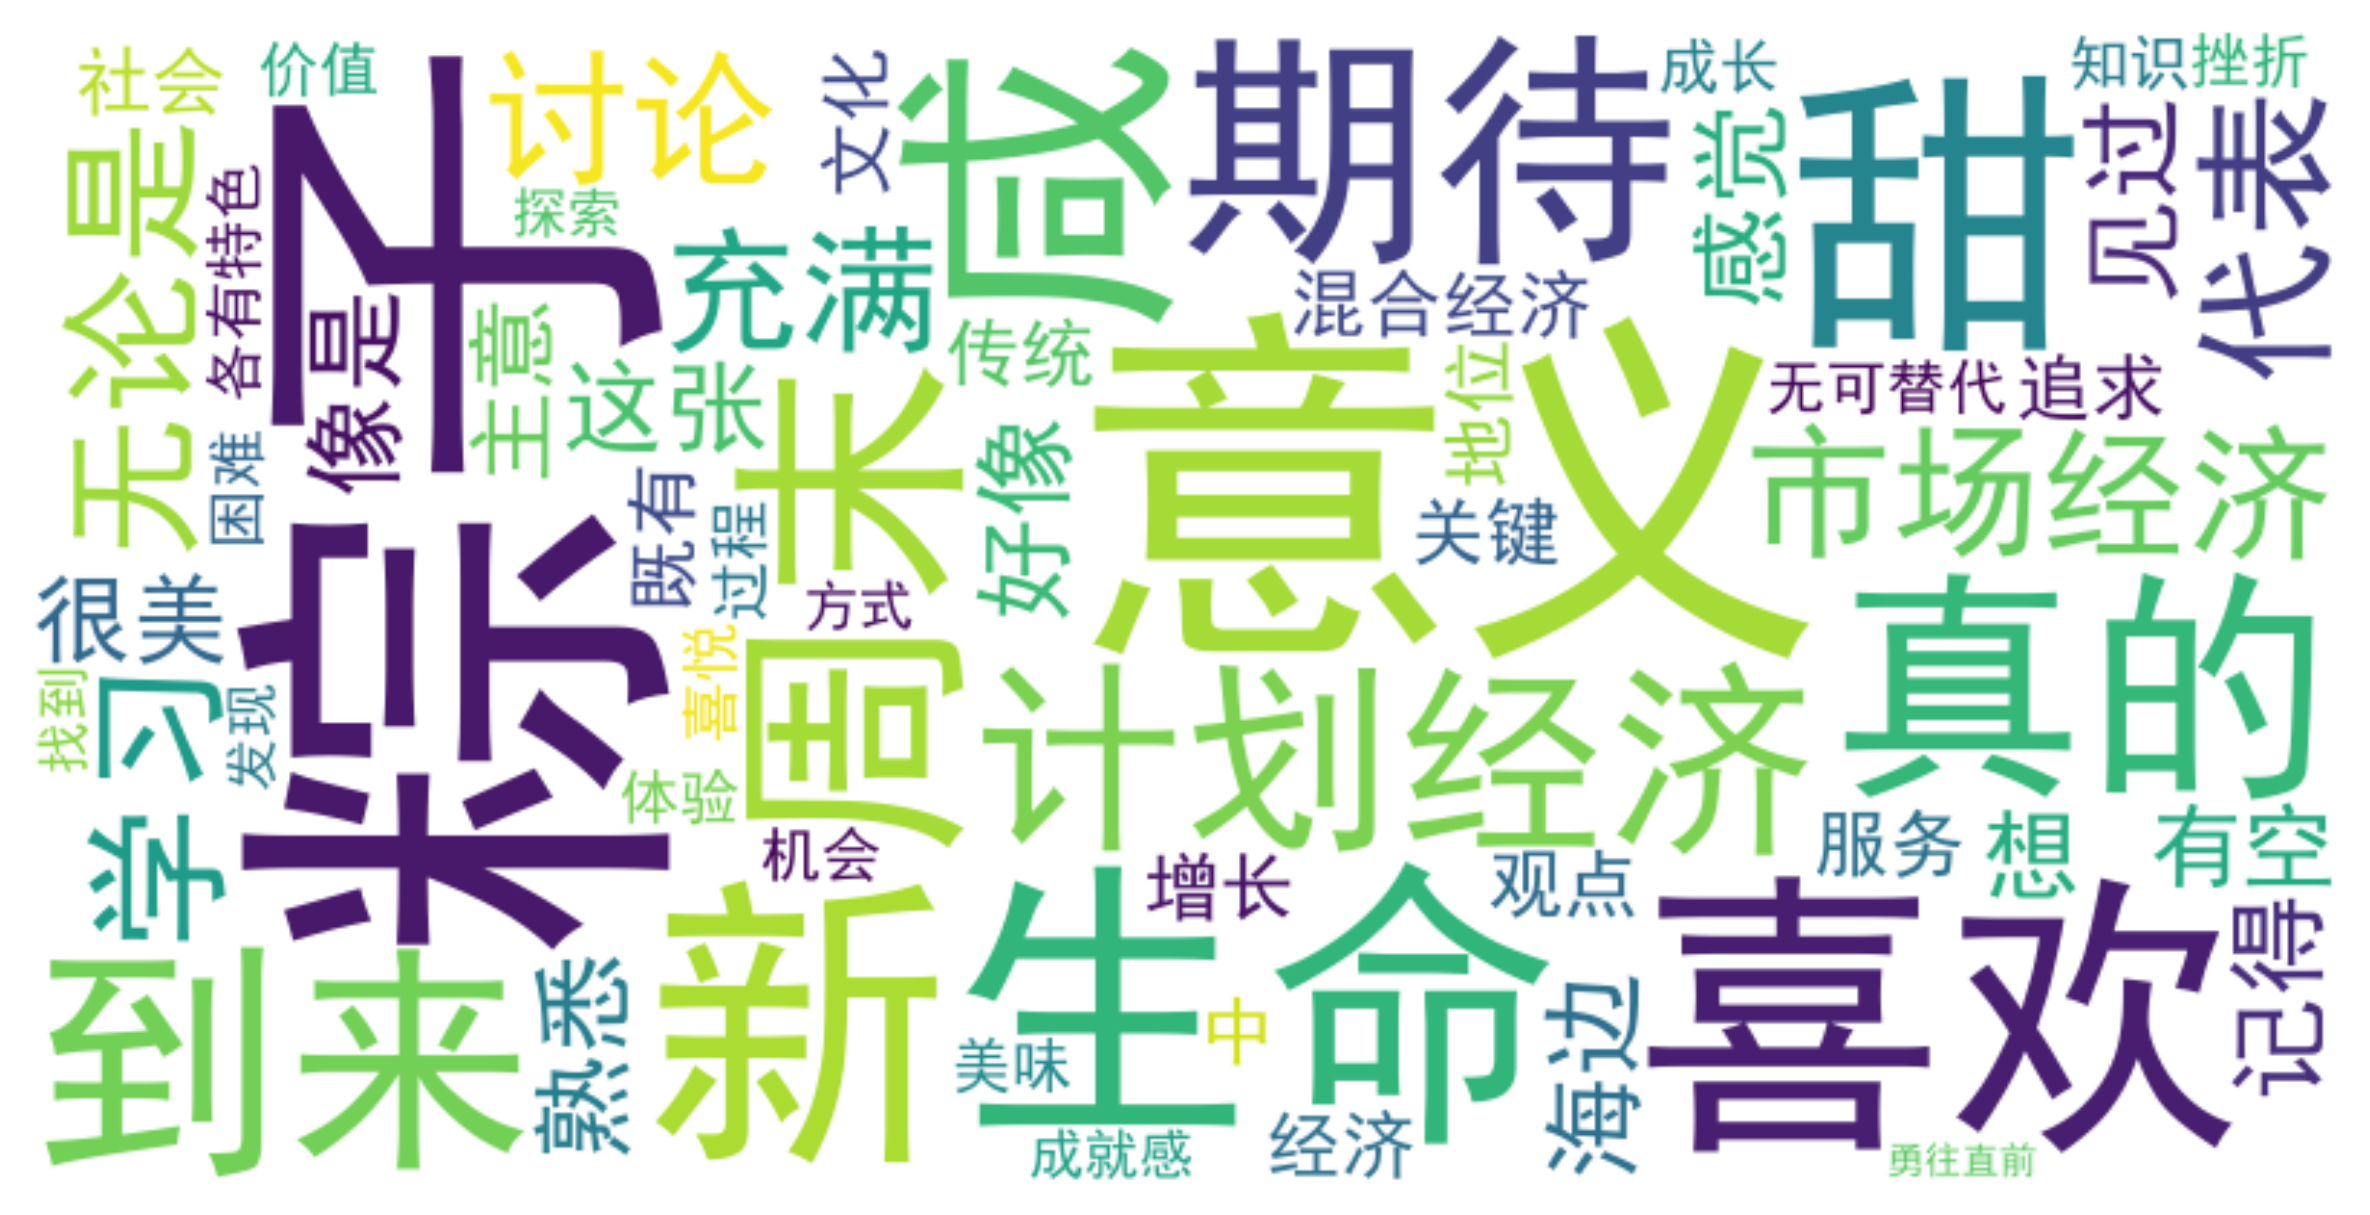 社会
价值
讨论
文化
咸
期待
成长
甜
知识
挫折
无论是
各有特色
粽子
像是
探索
充满
混合经济
感觉
见过
代表
主意
这张
周末
传统
意义
地位
无可替代
追求
困难
既有
过程
好像
关键
市场经济
很美
方式
真的
找到
学习
发现
喜悦
体验
计划经济
机会
增长
观点
服务
想
有空
到来
熟悉
新
生命
喜欢
记得
美味
中
海边
成就感
经济
勇往直前